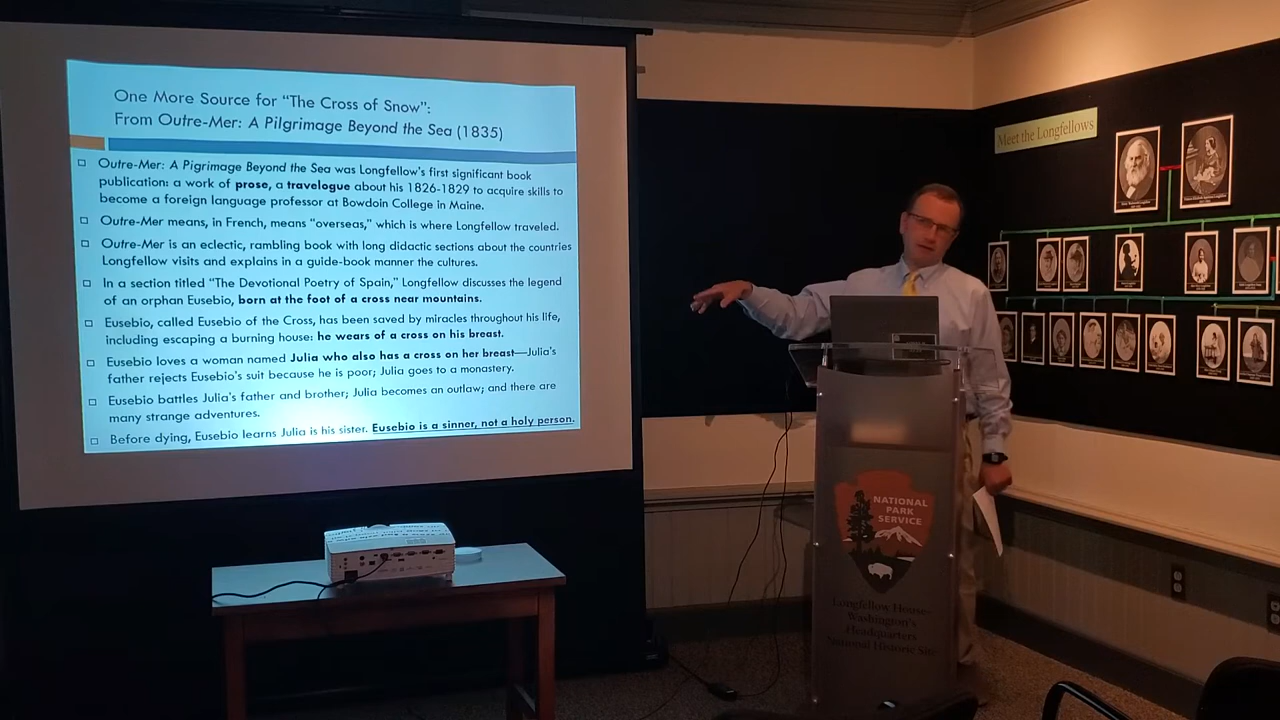 One More Source for “The Cross of Snow”:
From Outre-Mer: A Pilgrimage Beyond the Sea (1835)
Outre-Mer: A Pigrimage Beyond the Sea was Longfellow’s first significant book
publication: a work of prose, a travelogue about his 1826-1829 to acquire skills to
become a foreign language professor at Bowdoin College in Maine.
Outre-Mer means, in French, means “overseas,” which is where Longfellow traveled.
Outre-Mer is an eclectic, rambling book with long didactic sections about the countries
Longfellow visits and explains in a guide-book manner the cultures.
In a section titled “The Devotional Poetry of Spain,” Longfellow discusses the legend
of an orphan Eusebio, born at the foot of a cross near mountains.
Eusebio, called Eusebio of the Cross, has been saved by miracles throughout his life,
including escaping a burning house: he wears of a cross on his breast.
Eusebio loves a woman named Julia who also has a cross on her breast—Julia’s
father rejects Eusebio’s suit because he is poor; Julia goes to a monastery.
Eusebio battles Julia’s father and brother; Julia becomes an outlaw; and there are
many strange adventures.
Before dying, Eusebio learns Julia is his sister. Eusebio is a sinner, not a holy person.
Meet the Longfellows
NATIONAL
PARK
SERVICE
Longfellow House-
Washington's
Headquarters
National Historic Site